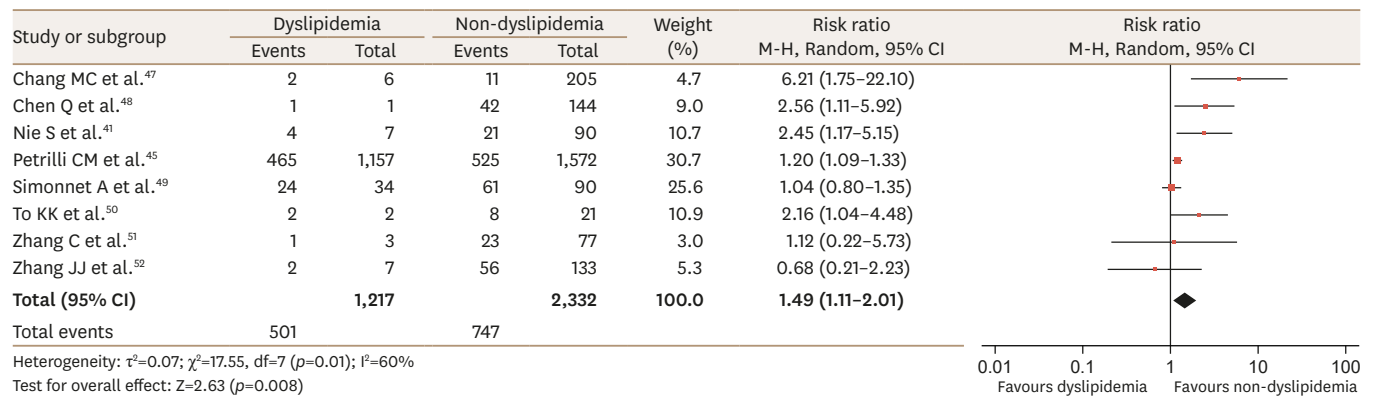 Study or subgroup Dyslipidemia Non-dyslipidemia Weight (%) Risk ratio M-H, Random, 95% CI Risk ratio M-H, Random, 95% CI
Events Total Events Total
Chang MC et al.⁴⁷ 2 6 11 205 4.7 6.21 (1.75–22.10)
Chen Q et al.⁴⁸ 1 1 42 144 9.0 2.56 (1.11–5.92)
Nie S et al.⁴¹ 4 7 21 90 10.7 2.45 (1.17–5.15)
Petrilli CM et al.⁴⁵ 465 1,157 525 1,572 30.7 1.20 (1.09–1.33)
Simonnet A et al.⁴⁹ 24 34 61 90 25.6 1.04 (0.80–1.35)
To KK et al.⁵⁰ 2 2 8 21 10.9 2.16 (1.04–4.48)
Zhang C et al.⁵¹ 1 3 23 77 3.0 1.12 (0.22–5.73)
Zhang JJ et al.⁵² 2 7 56 133 5.3 0.68 (0.21–2.23)
Total (95% CI) 1,217 2,332 100.0 1.49 (1.11–2.01)
Total events 501 747
Heterogeneity: τ²=0.07; χ²=17.55, df=7 (p=0.01); I²=60%
Test for overall effect: Z=2.63 (p=0.008)
0.01 0.1 1 10 100
Favours dyslipidemia Favours non-dyslipidemia